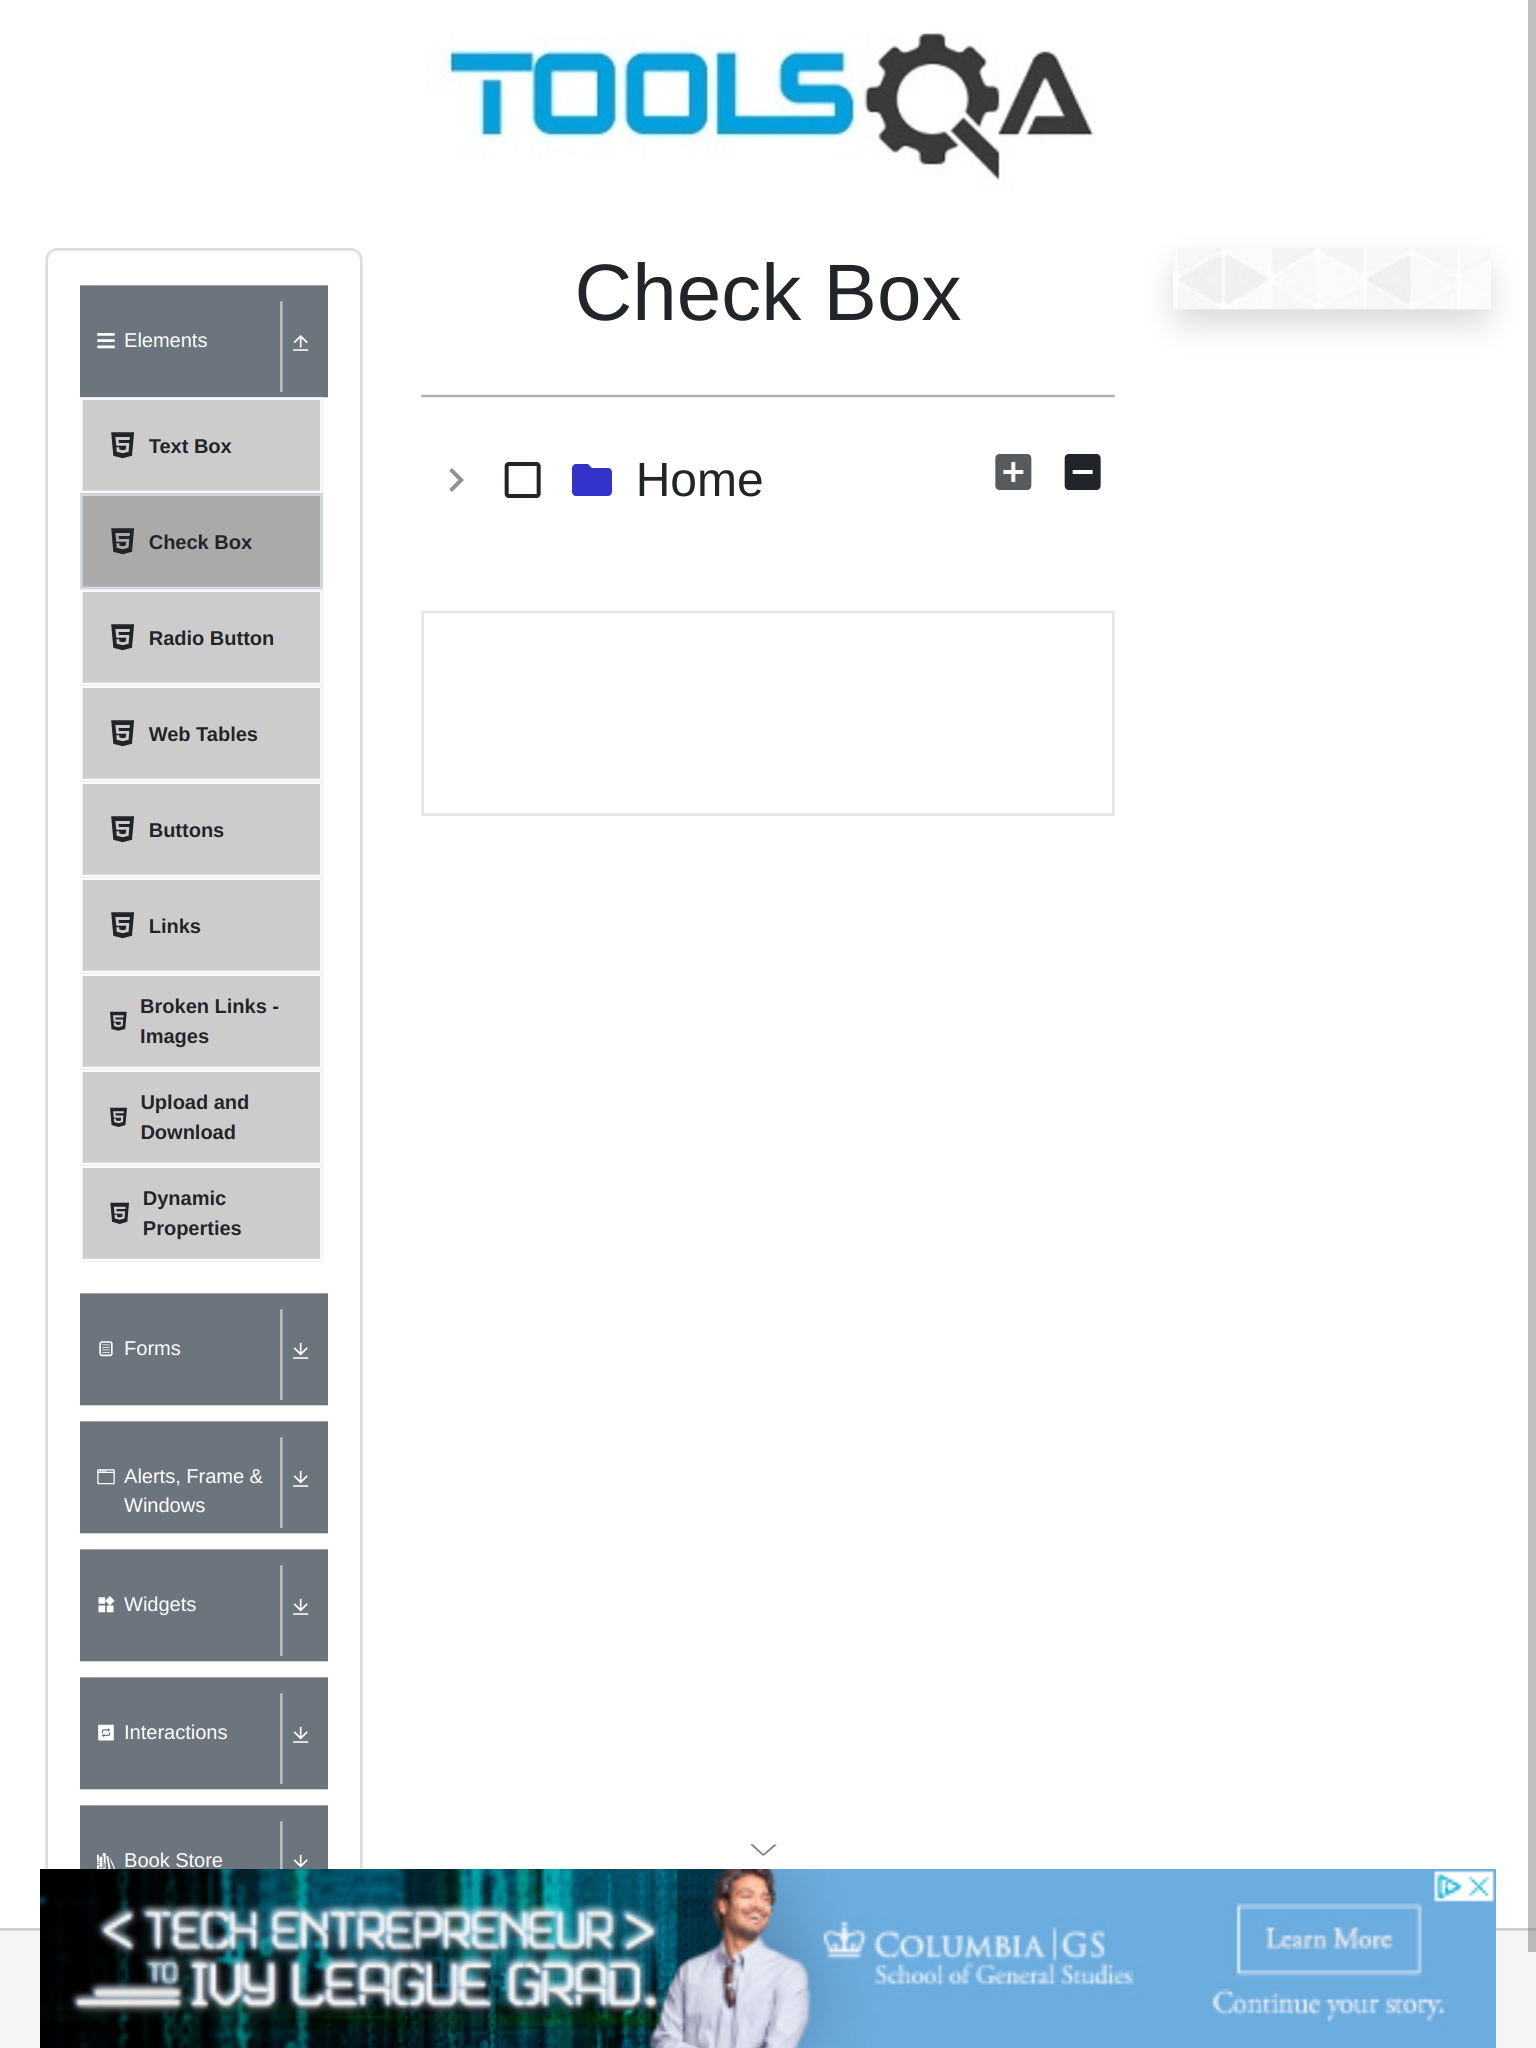 TOOLSQA
Check Box
Elements
Text Box
Check Box
Radio Button
Web Tables
Buttons
Links
Broken Links -
Images
Upload and
Download
Dynamic
Properties
Forms
Alerts, Frame &
Windows
Widgets
Interactions
Book Store
Home
< TECH ENTREPRENEUR >
TO IVY LEAGUE GRAD.
COLUMBIA | GS
School of General Studies
Learn More
Continue your story.